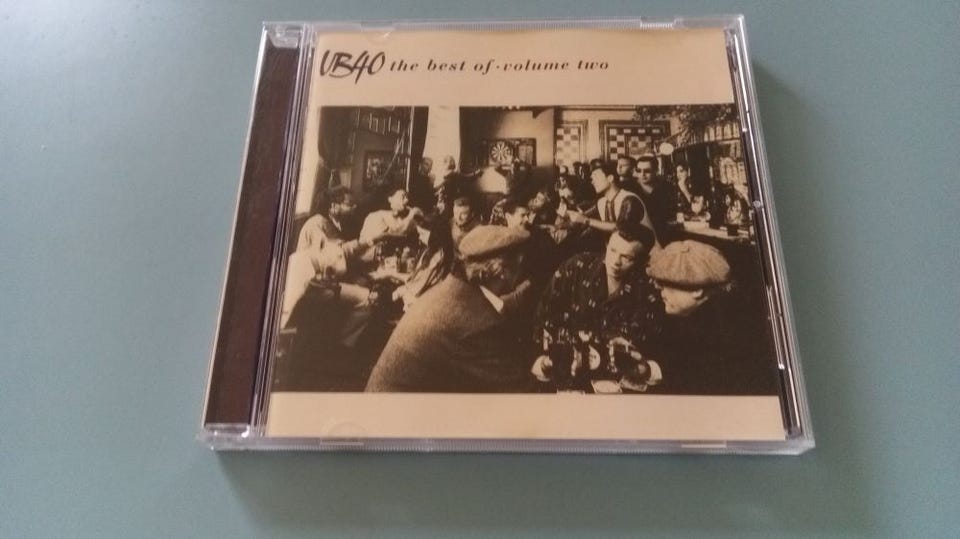 UB40 the best of · volume two